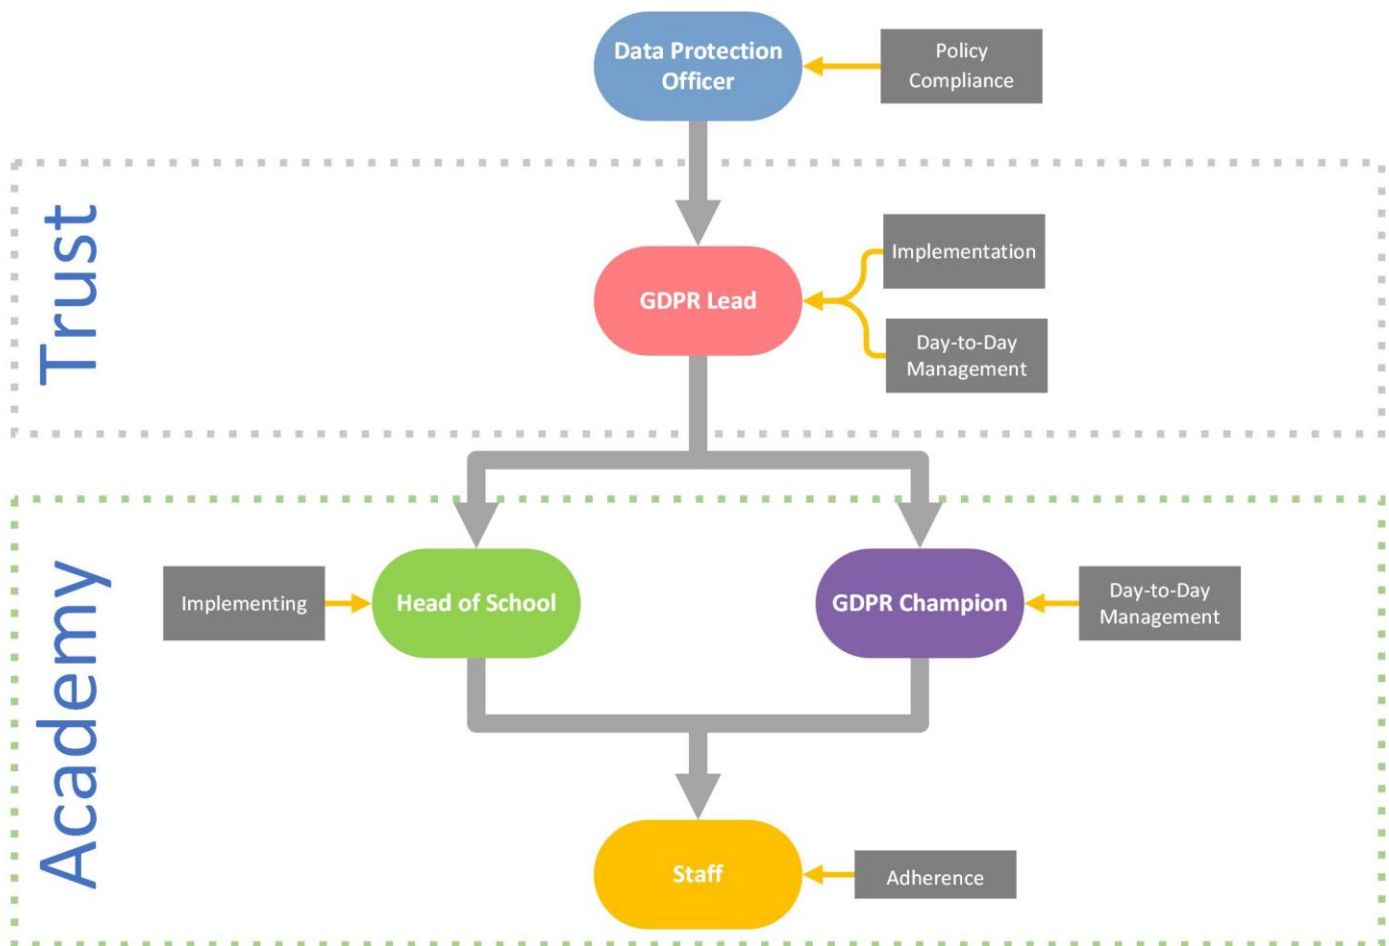 Data Protection
Officer
Policy
Compliance
Trust
GDPR Lead
Implementation
Day-to-Day
Management
Academy
Implementing
Head of School
GDPR Champion
Day-to-Day
Management
Staff
Adherence